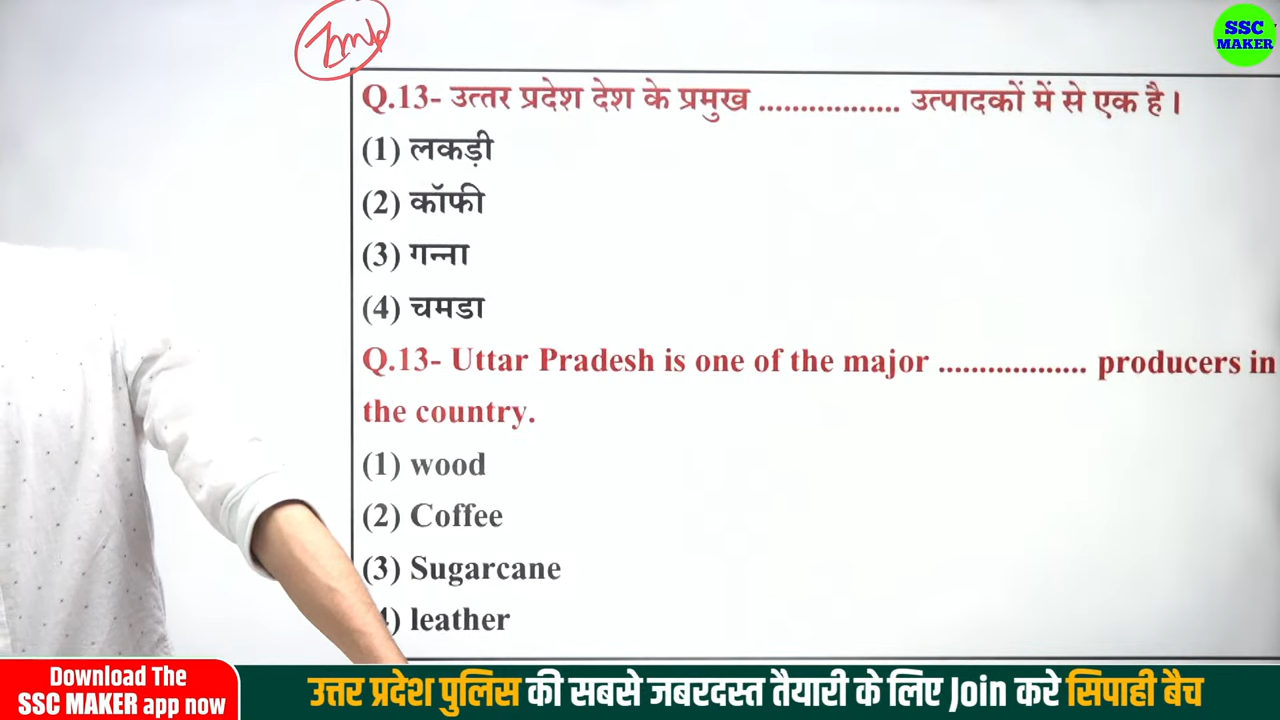 Imp
SSC
MAKER
Q.13- उत्तर प्रदेश देश के प्रमुख ................. उत्पादकों में से एक है।
(1) लकड़ी
(2) कॉफी
(3) गन्ना
(4) चमडा
Q.13- Uttar Pradesh is one of the major .................. producers in
the country.
(1) wood
(2) Coffee
(3) Sugarcane
4) leather
Download The
SSC MAKER app now
उत्तर प्रदेश पुलिस की सबसे जबरदस्त तैयारी के लिए Join करे सिपाही बैच